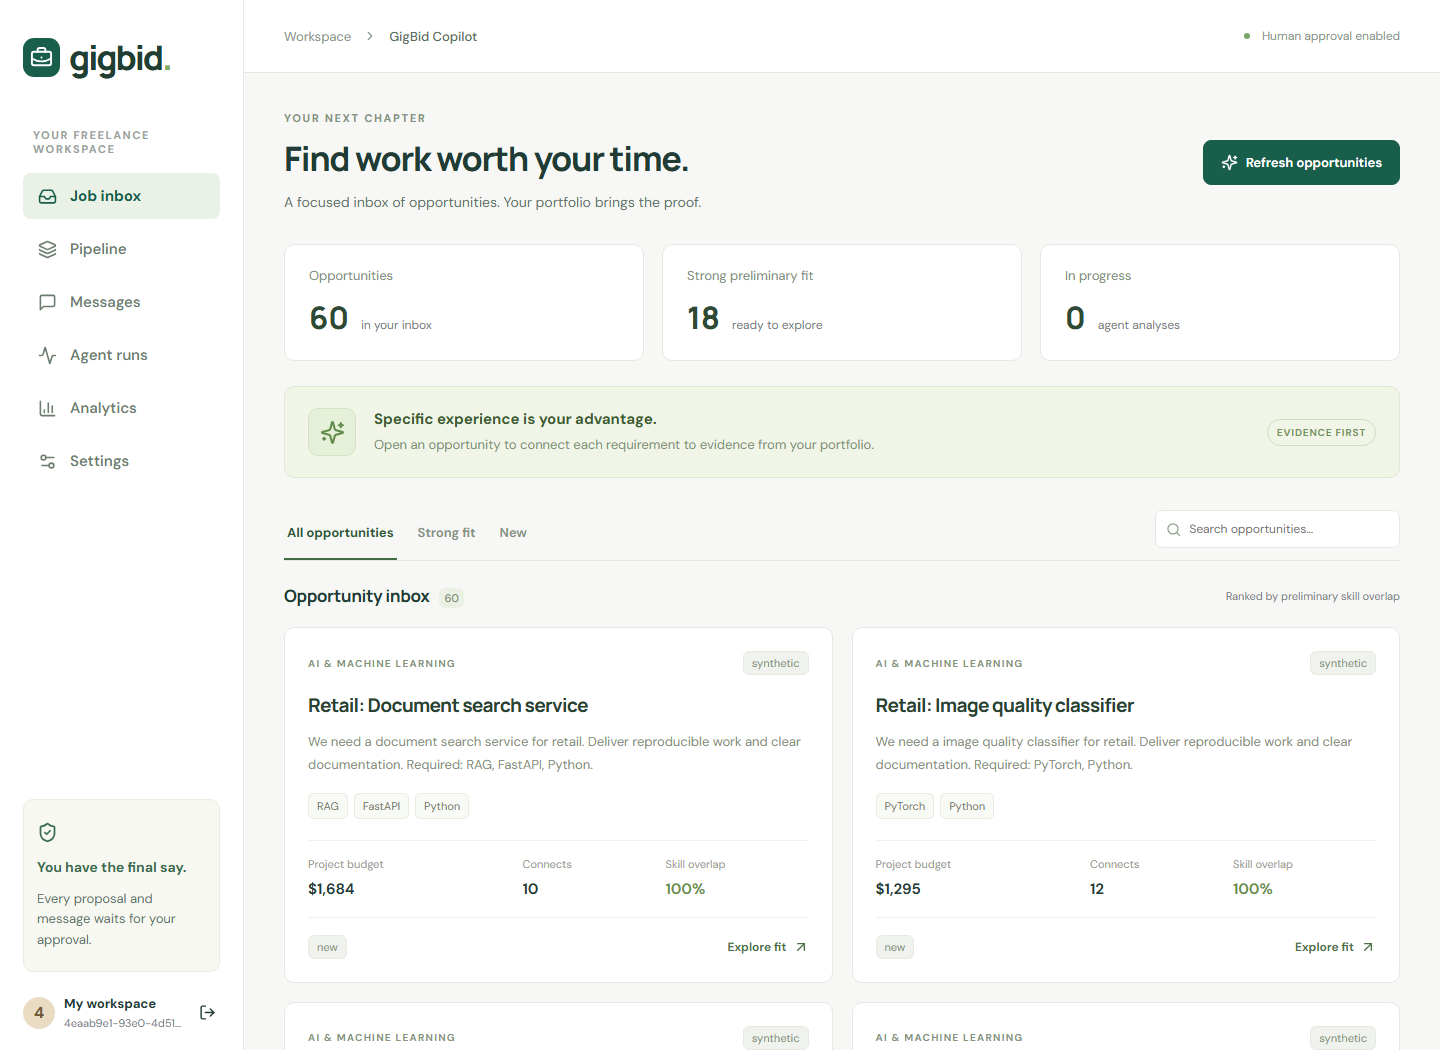 gigbid.
YOUR FREELANCE
WORKSPACE
Job inbox
Pipeline
Messages
Agent runs
Analytics
Settings
You have the final say.
Every proposal and
message waits for your
approval.
4
My workspace
4eaab9e1-93e0-4d51...
Workspace
GigBid Copilot
Human approval enabled
YOUR NEXT CHAPTER
Find work worth your time.
A focused inbox of opportunities. Your portfolio brings the proof.
Refresh opportunities
Opportunities
60 in your inbox
Strong preliminary fit
18 ready to explore
In progress
0 agent analyses
Specific experience is your advantage.
Open an opportunity to connect each requirement to evidence from your portfolio.
EVIDENCE FIRST
All opportunities Strong fit New
Search opportunities...
Opportunity inbox 60
Ranked by preliminary skill overlap
AI & MACHINE LEARNING synthetic
Retail: Document search service
We need a document search service for retail. Deliver reproducible work and clear
documentation. Required: RAG, FastAPI, Python.
RAG FastAPI Python
Project budget Connects Skill overlap
$1,684 10 100%
new Explore fit
AI & MACHINE LEARNING synthetic
Retail: Image quality classifier
We need a image quality classifier for retail. Deliver reproducible work and clear
documentation. Required: PyTorch, Python.
PyTorch Python
Project budget Connects Skill overlap
$1,295 12 100%
new Explore fit
AI & MACHINE LEARNING synthetic
AI & MACHINE LEARNING synthetic